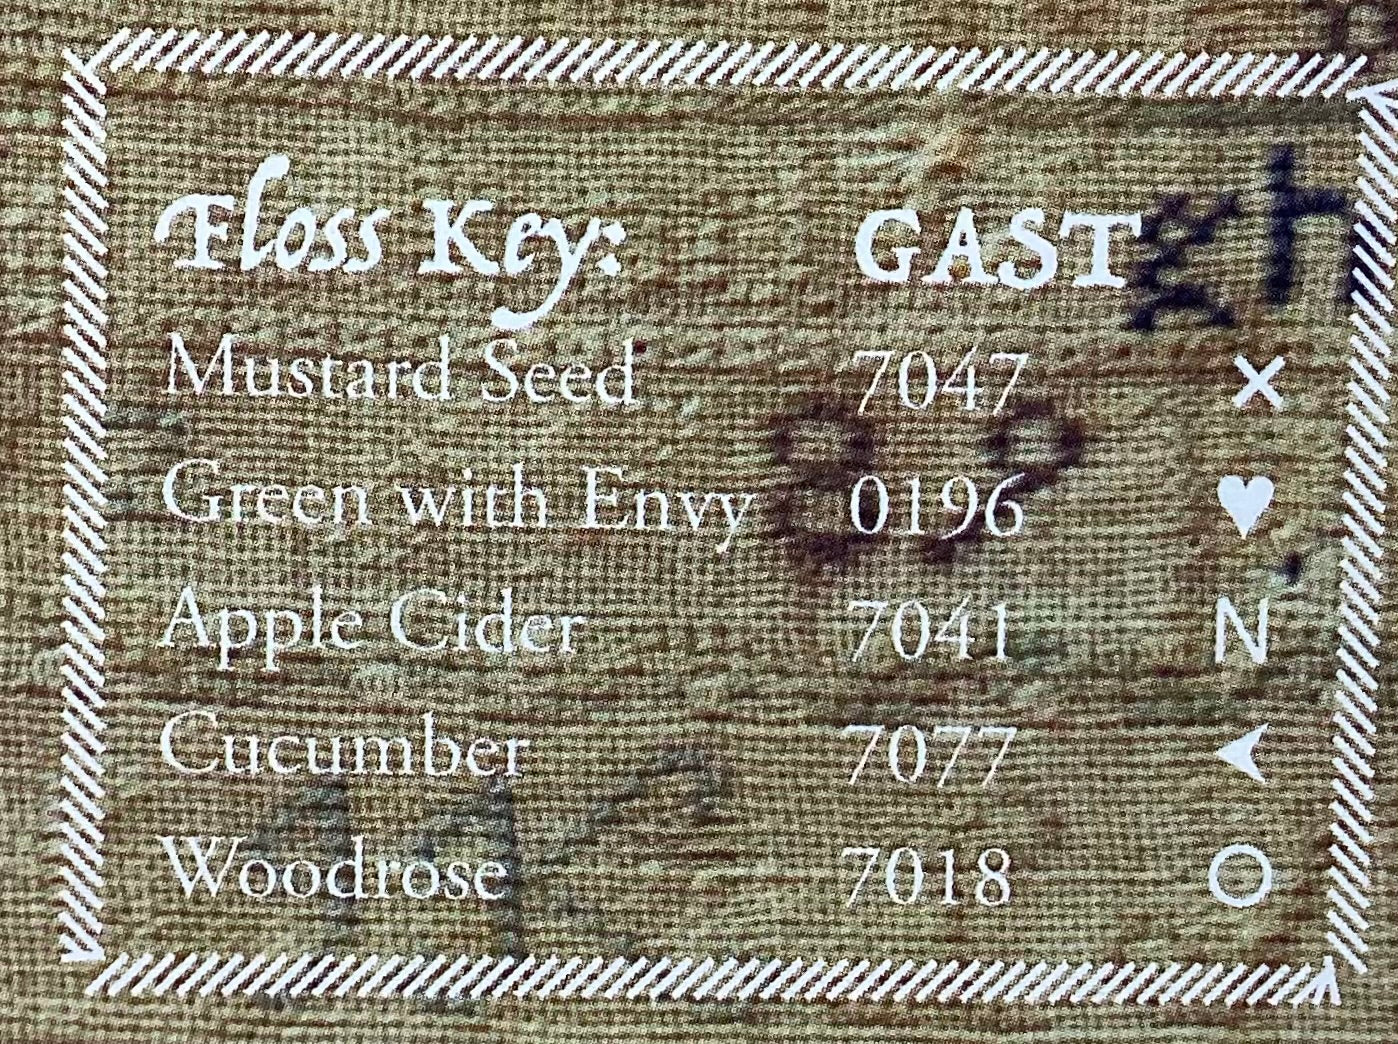 Floss Key: GAST
Mustard Seed 7047 ×
Green with Envy 0196 ♥
Apple Cider 7041 N
Cucumber 7077 ➤
Woodrose 7018 O